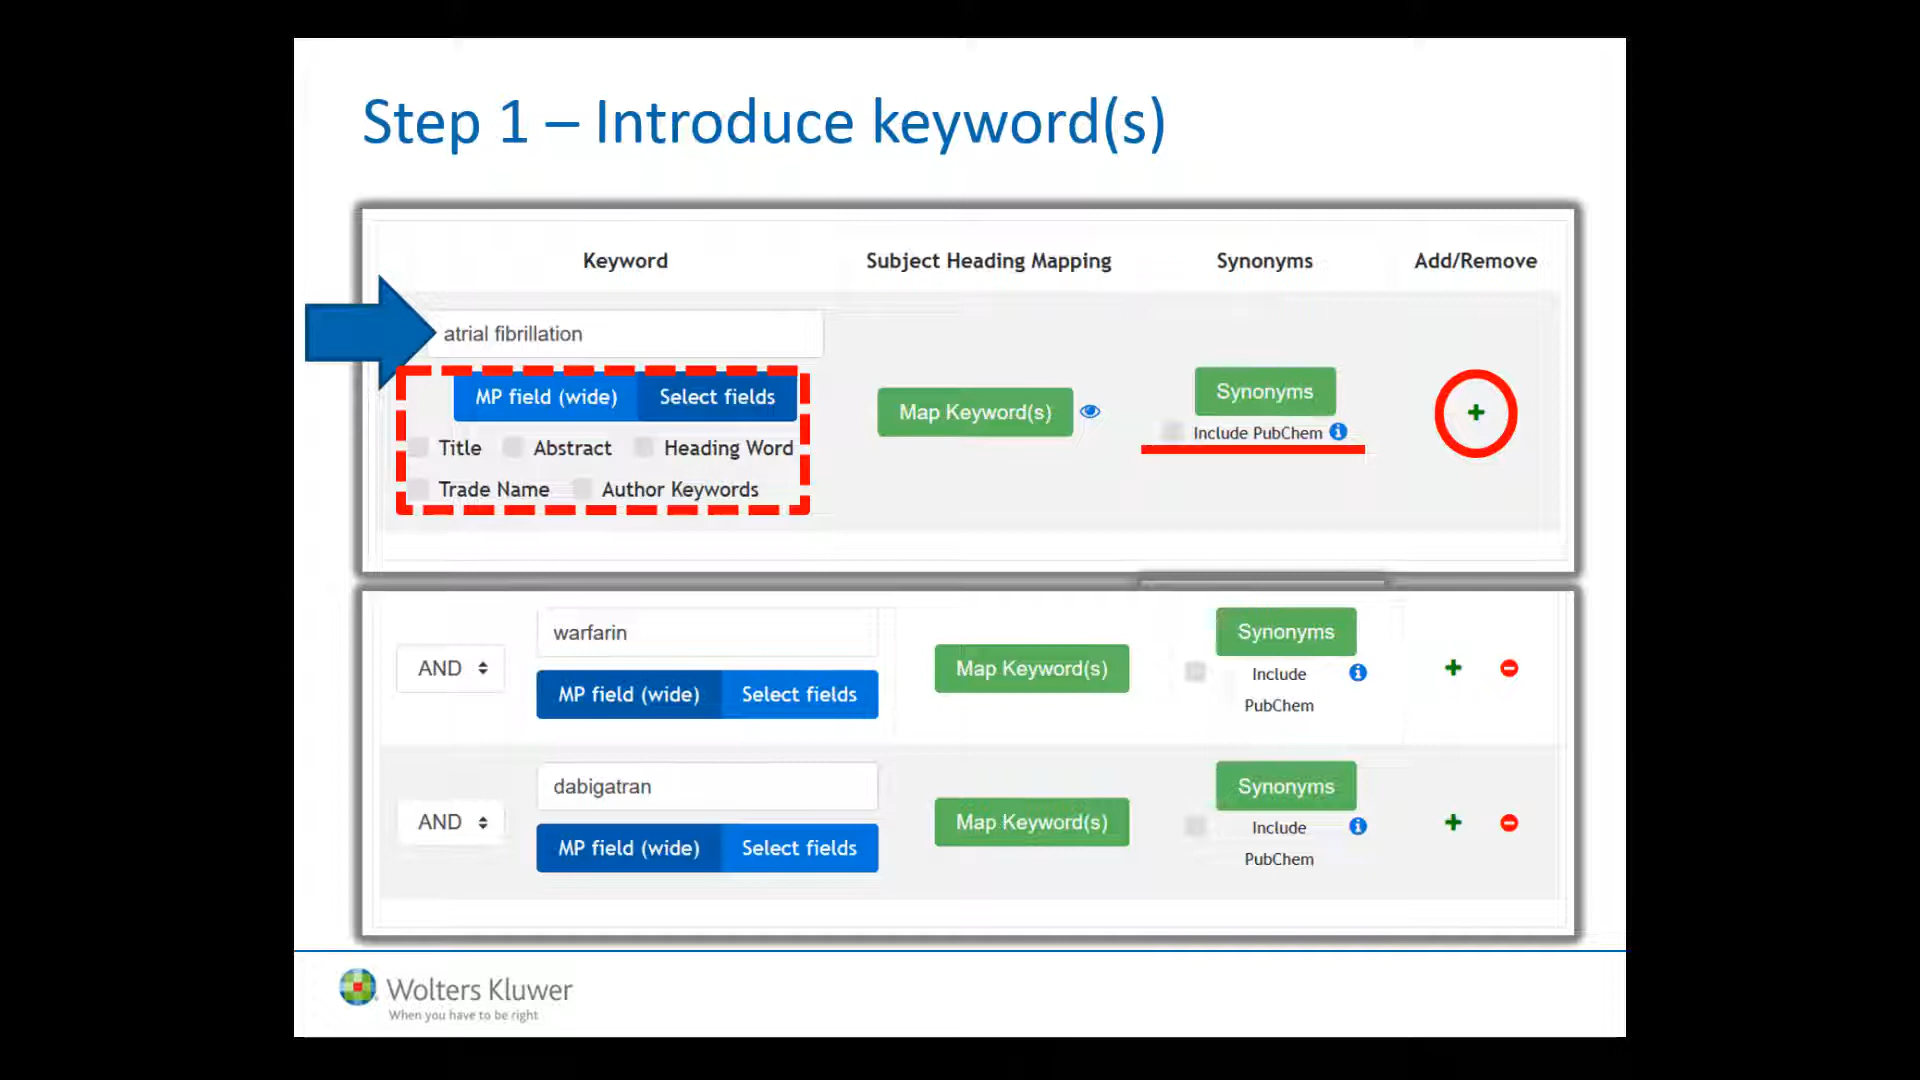 Step 1 – Introduce keyword(s)
Keyword Subject Heading Mapping Synonyms Add/Remove
atrial fibrillation
MP field (wide) Select fields
Map Keyword(s)
Synonyms
Include PubChem
Title Abstract Heading Word
Trade Name Author Keywords
AND
warfarin
MP field (wide) Select fields
Map Keyword(s)
Synonyms
Include
PubChem
AND
dabigatran
MP field (wide) Select fields
Map Keyword(s)
Synonyms
Include
PubChem
Wolters Kluwer
When you have to be right